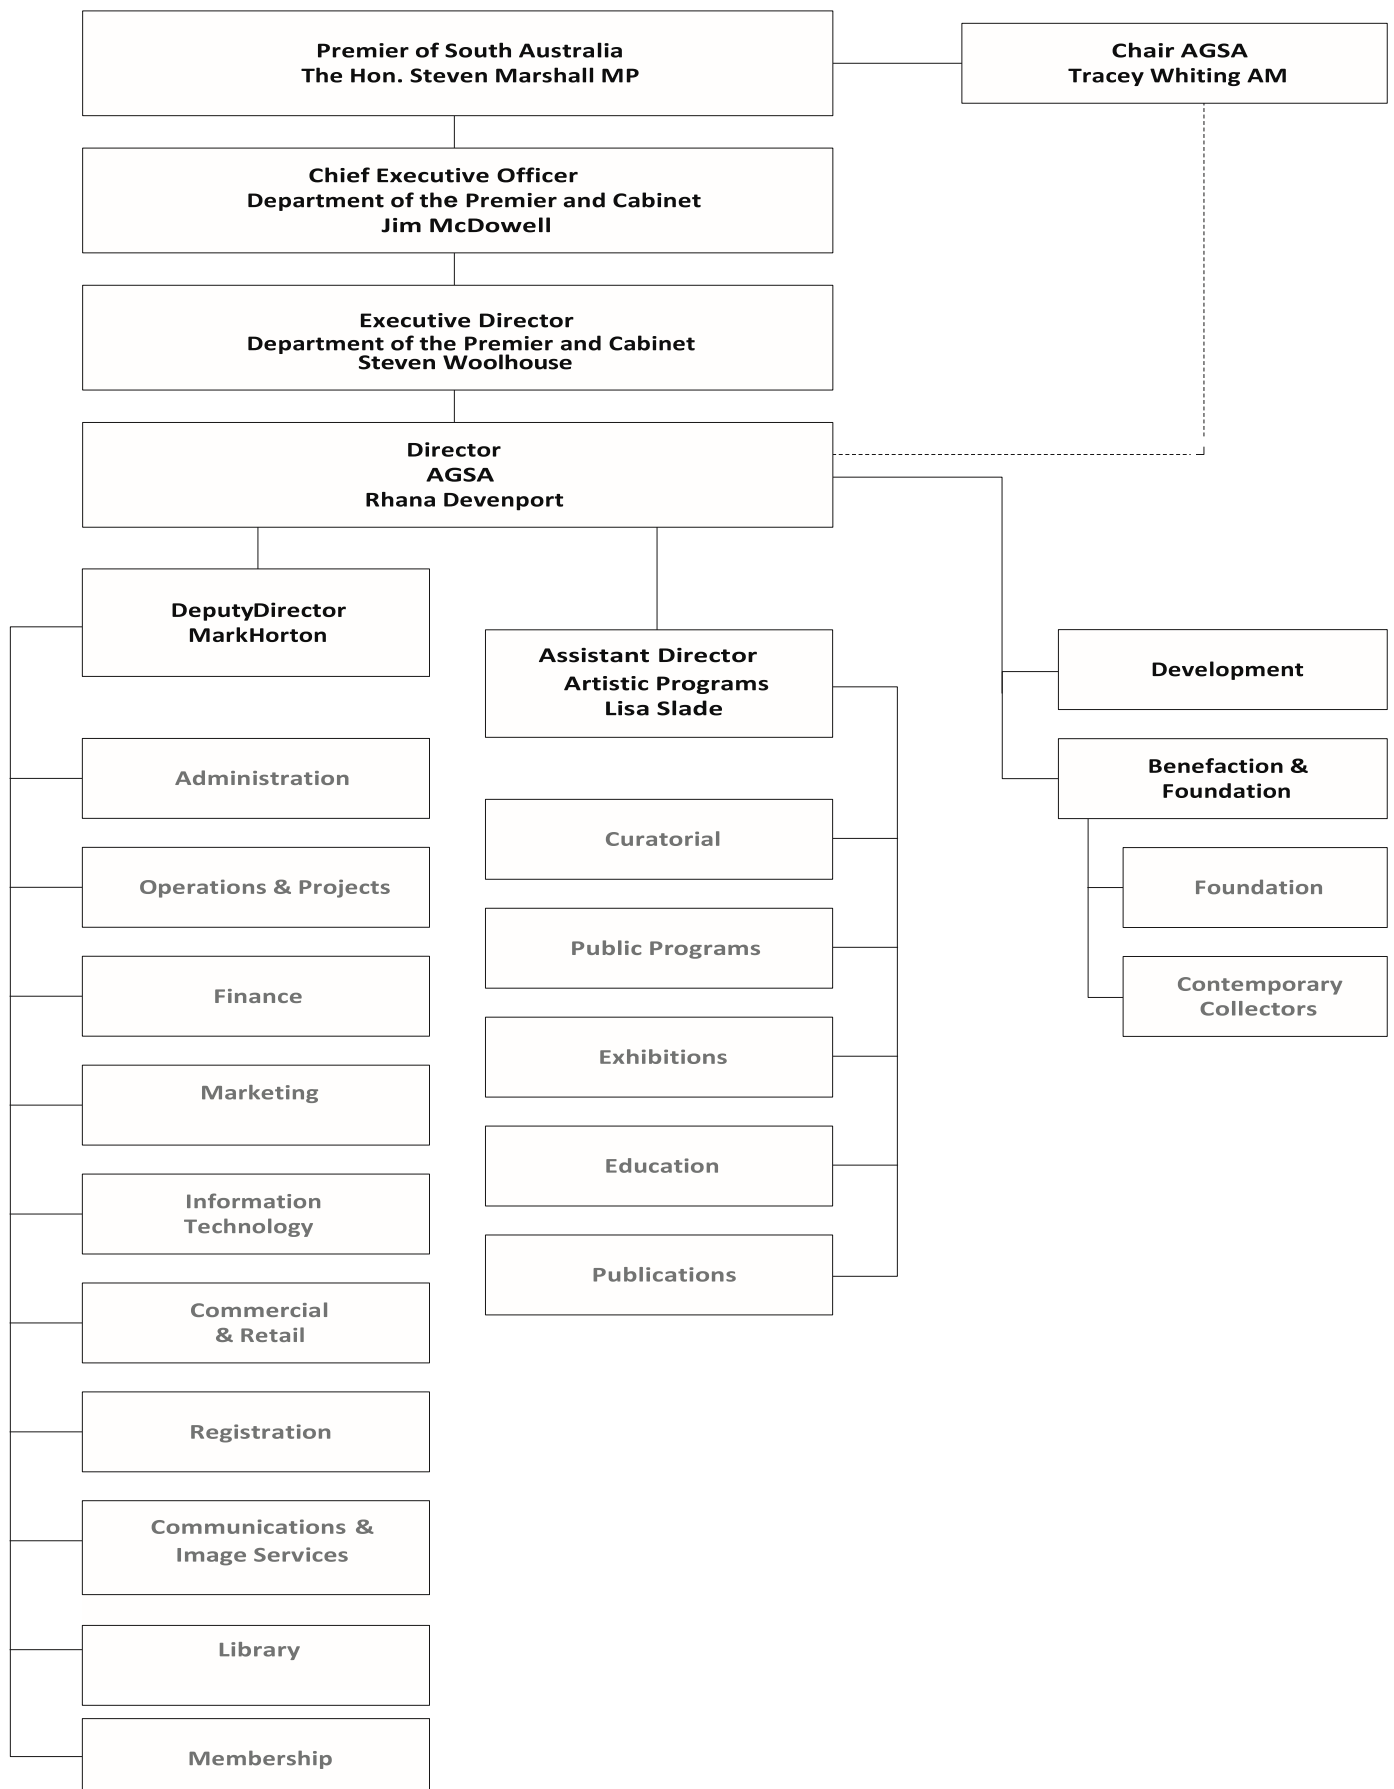 Premier of South Australia
The Hon. Steven Marshall MP
Chair AGSA
Tracey Whiting AM
Chief Executive Officer
Department of the Premier and Cabinet
Jim McDowell
Executive Director
Department of the Premier and Cabinet
Steven Woolhouse
Director
AGSA
Rhana Devenport
DeputyDirector
MarkHorton
Assistant Director
Artistic Programs
Lisa Slade
Development
Benefaction &
Foundation
Foundation
Contemporary
Collectors
Administration
Operations & Projects
Finance
Marketing
Information
Technology
Commercial
& Retail
Registration
Communications &
Image Services
Library
Membership
Curatorial
Public Programs
Exhibitions
Education
Publications